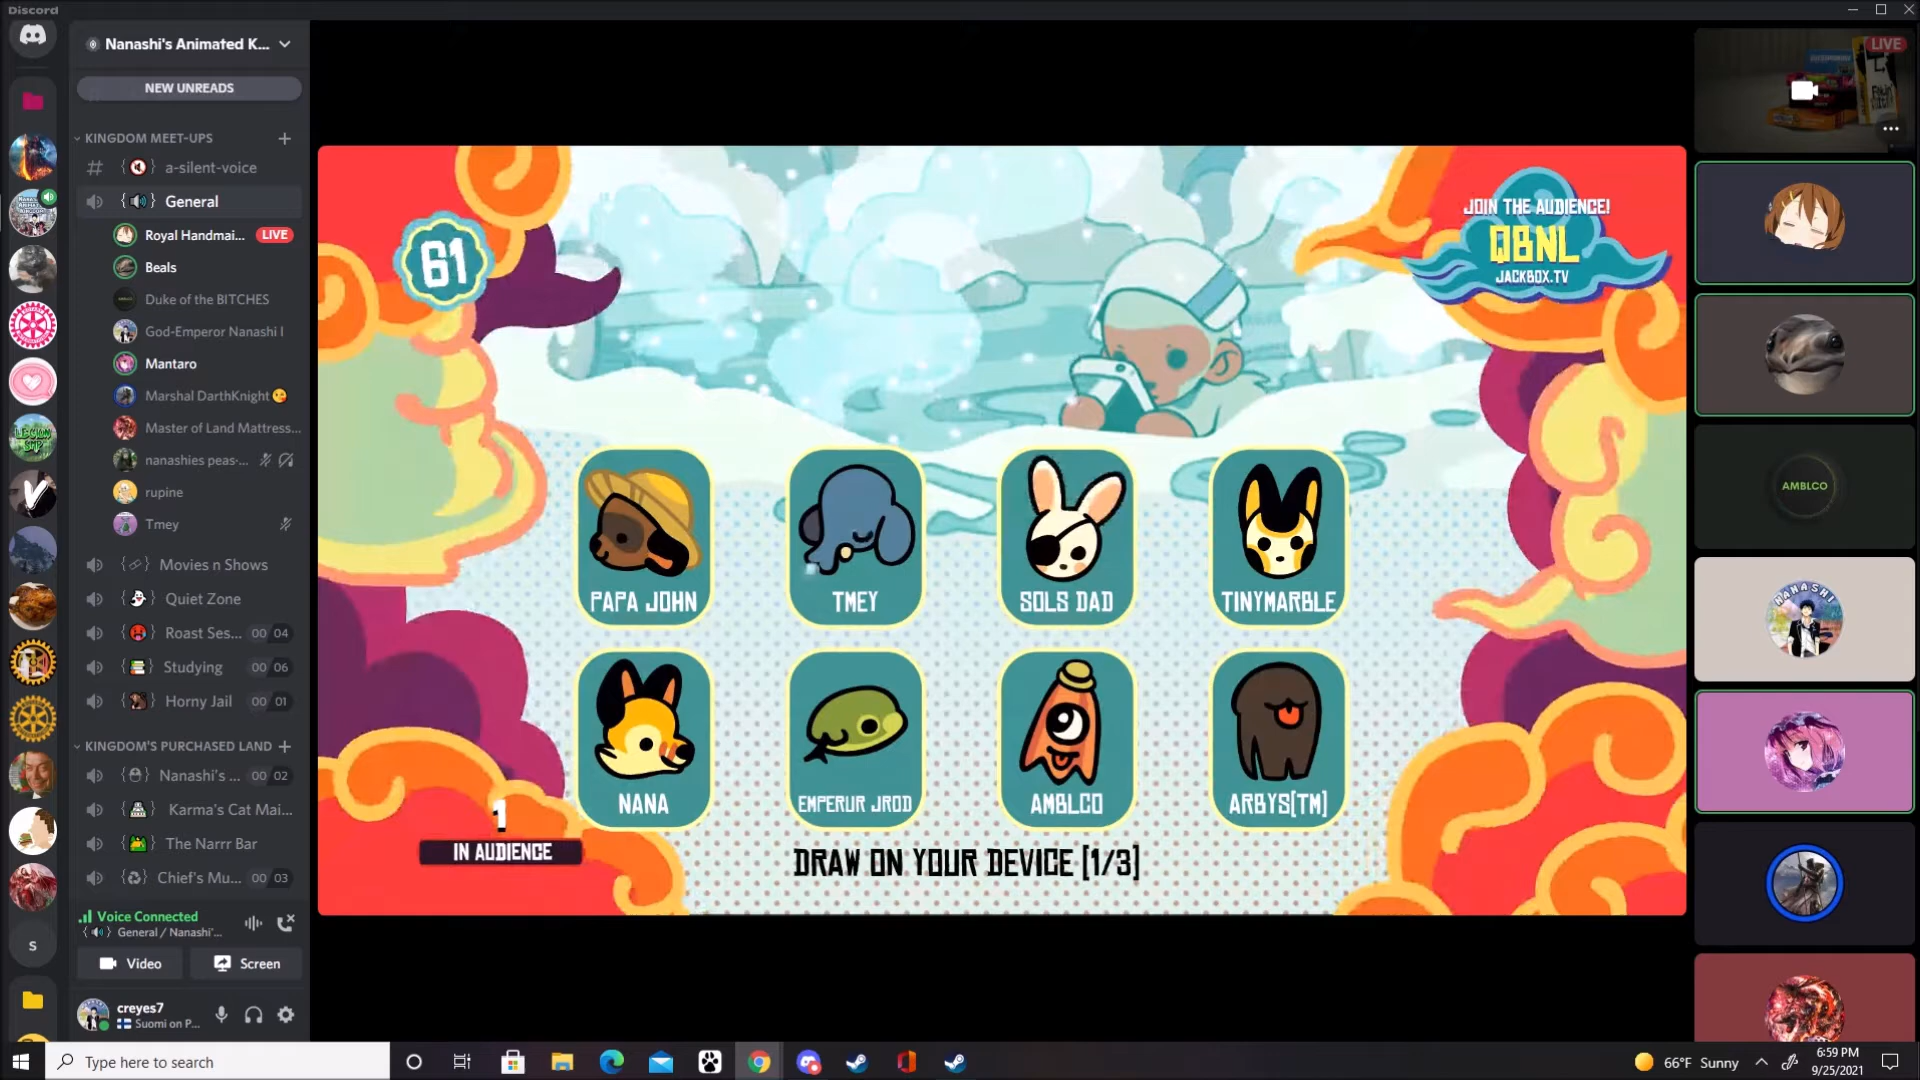 Discord
Nanashi's Animated K...
NEW UNREADS
KINGDOM MEET-UPS
a-silent-voice
General
Royal Handmai... LIVE
Beals
Duke of the BITCHES
God-Emperor Nanashi I
Mantaro
Marshal DarthKnight
Master of Land Mattress...
nanashies peas-...
rupine
Tmey
Movies n Shows
Quiet Zone
Roast Ses... 00 04
Studying 00 06
Horny Jail 00 01
KINGDOM'S PURCHASED LAND
Nanashi's ... 00 02
Karma's Cat Mai...
The Narrr Bar
Chief's Mu... 00 03
Voice Connected
General / Nanashi'...
Video Screen
creyes7
Suomi on P...
S
61
JOIN THE AUDIENCE!
QBNL
JACKBOX.TV
PAPA JOHN TMEY SOLS DAD TINYMARBLE
NANA EMPERUR JROD AMBLCO ARBYS[TM]
1
IN AUDIENCE
DRAW ON YOUR DEVICE [1/3]
LIVE
AMBLCO
NANASHI
Type here to search
66°F Sunny
6:59 PM
9/25/2021